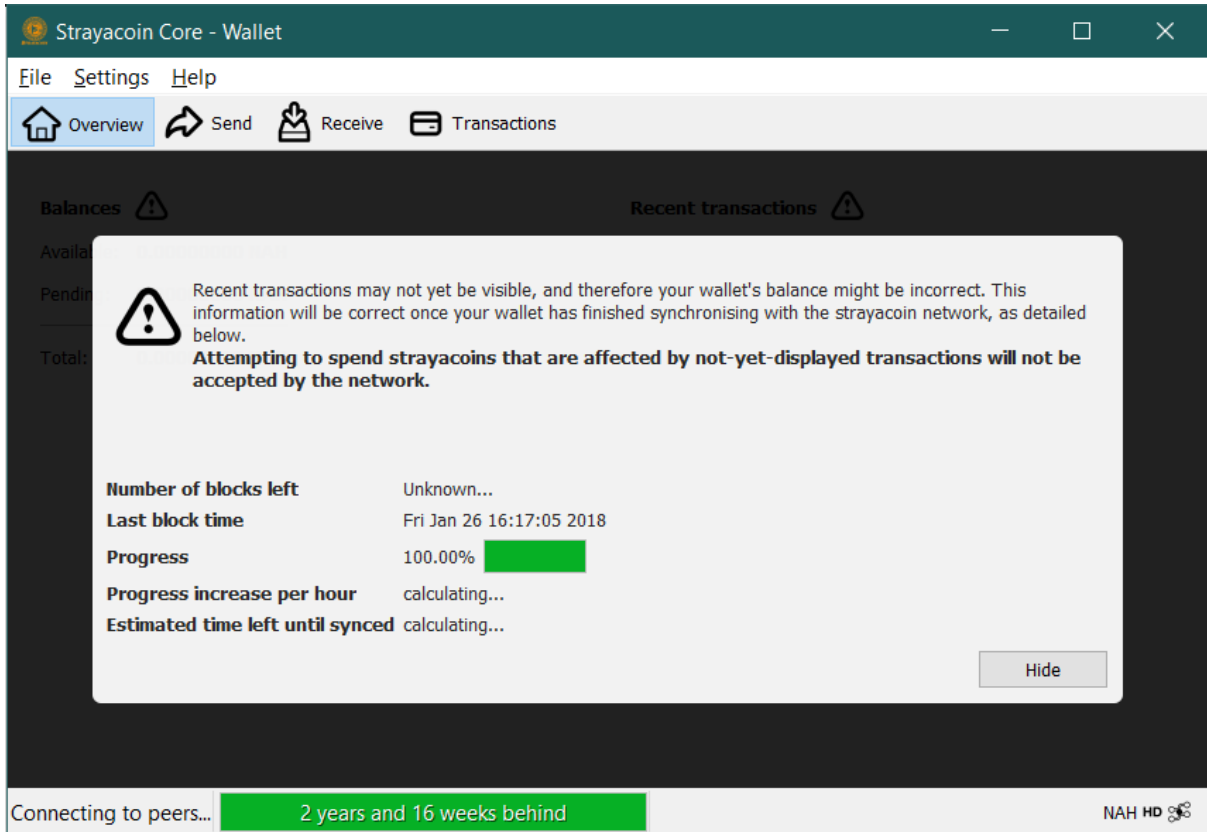 Strayacoin Core - Wallet
File Settings Help
Overview Send Receive Transactions
Balances Recent transactions
Recent transactions may not yet be visible, and therefore your wallet's balance might be incorrect. This
information will be correct once your wallet has finished synchronising with the strayacoin network, as detailed
below.
Attempting to spend strayacoins that are affected by not-yet-displayed transactions will not be
accepted by the network.
Total:
Number of blocks left Unknown...
Last block time Fri Jan 26 16:17:05 2018
Progress 100.00%
Progress increase per hour calculating...
Estimated time left until synced calculating...
Hide
Connecting to peers... 2 years and 16 weeks behind NAH HD